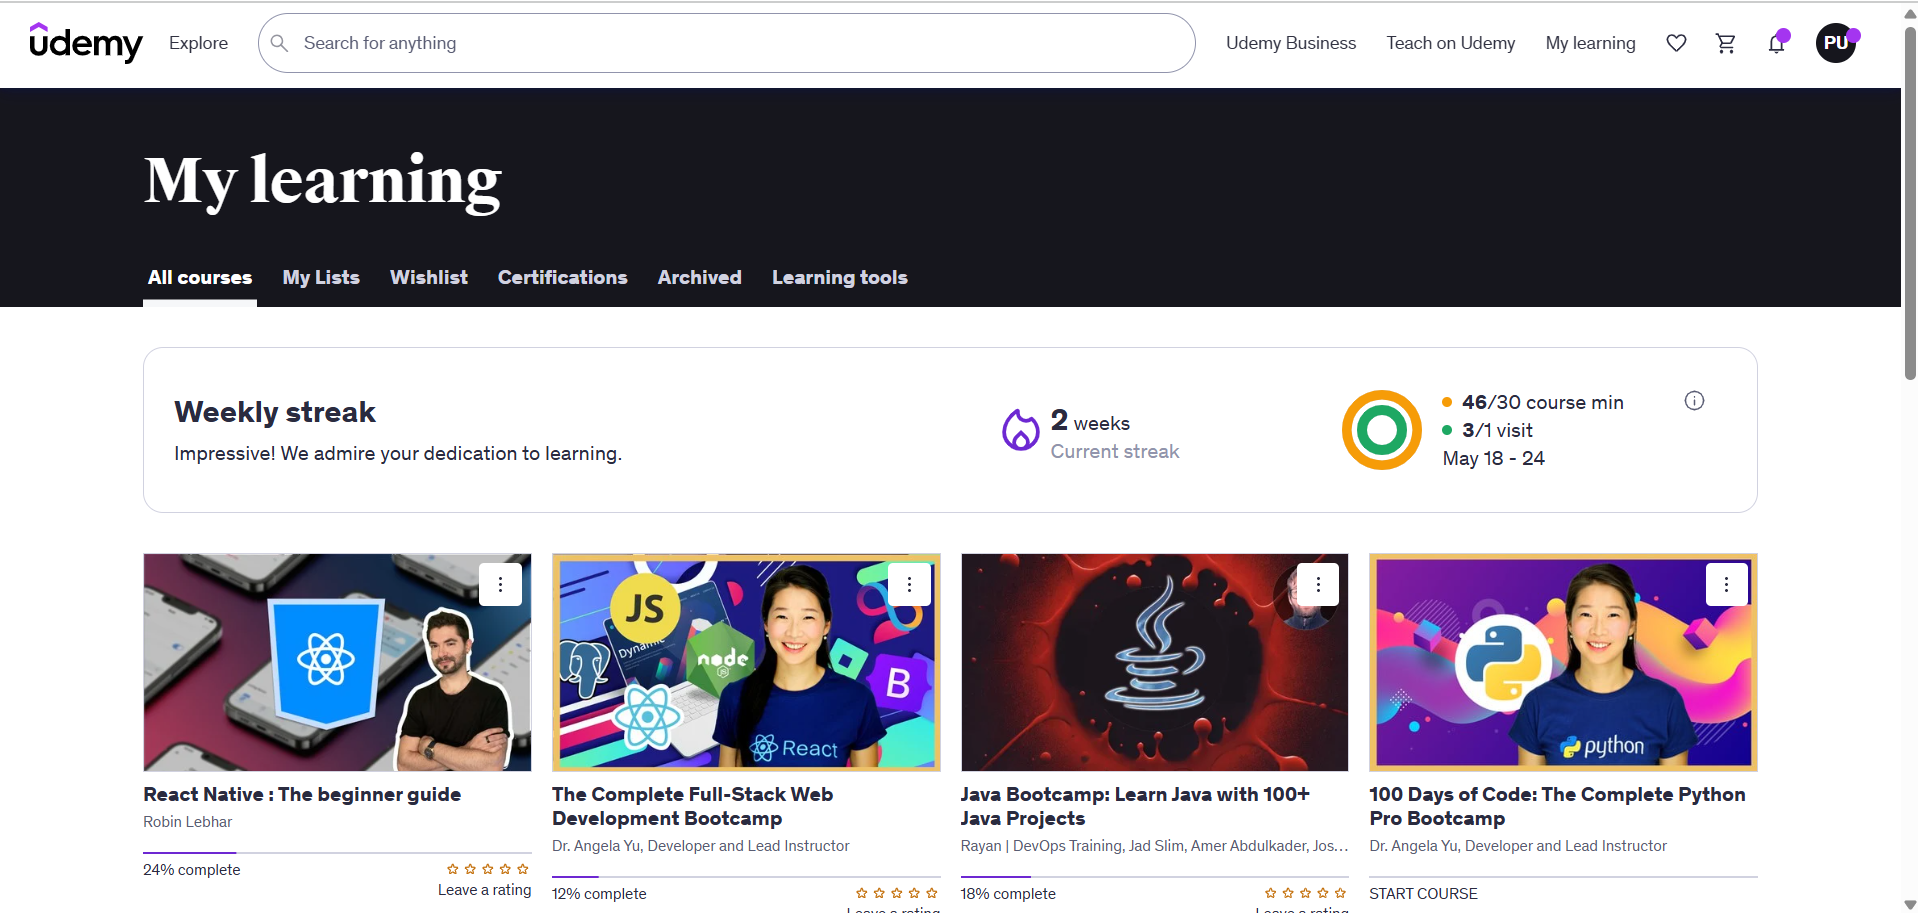 udemy
Explore
Search for anything
Udemy Business
Teach on Udemy
My learning
PU
My learning
All courses
My Lists
Wishlist
Certifications
Archived
Learning tools
Weekly streak
Impressive! We admire your dedication to learning.
2 weeks
Current streak
46/30 course min
3/1 visit
May 18 - 24
JS
Dynamic
node
JS
B
React
python
React Native : The beginner guide
Robin Lebhar
24% complete
Leave a rating
The Complete Full-Stack Web
Development Bootcamp
Dr. Angela Yu, Developer and Lead Instructor
12% complete
Leave a rating
Java Bootcamp: Learn Java with 100+
Java Projects
Rayan | DevOps Training, Jad Slim, Amer Abdulkader, Jos...
18% complete
Leave a rating
100 Days of Code: The Complete Python
Pro Bootcamp
Dr. Angela Yu, Developer and Lead Instructor
START COURSE